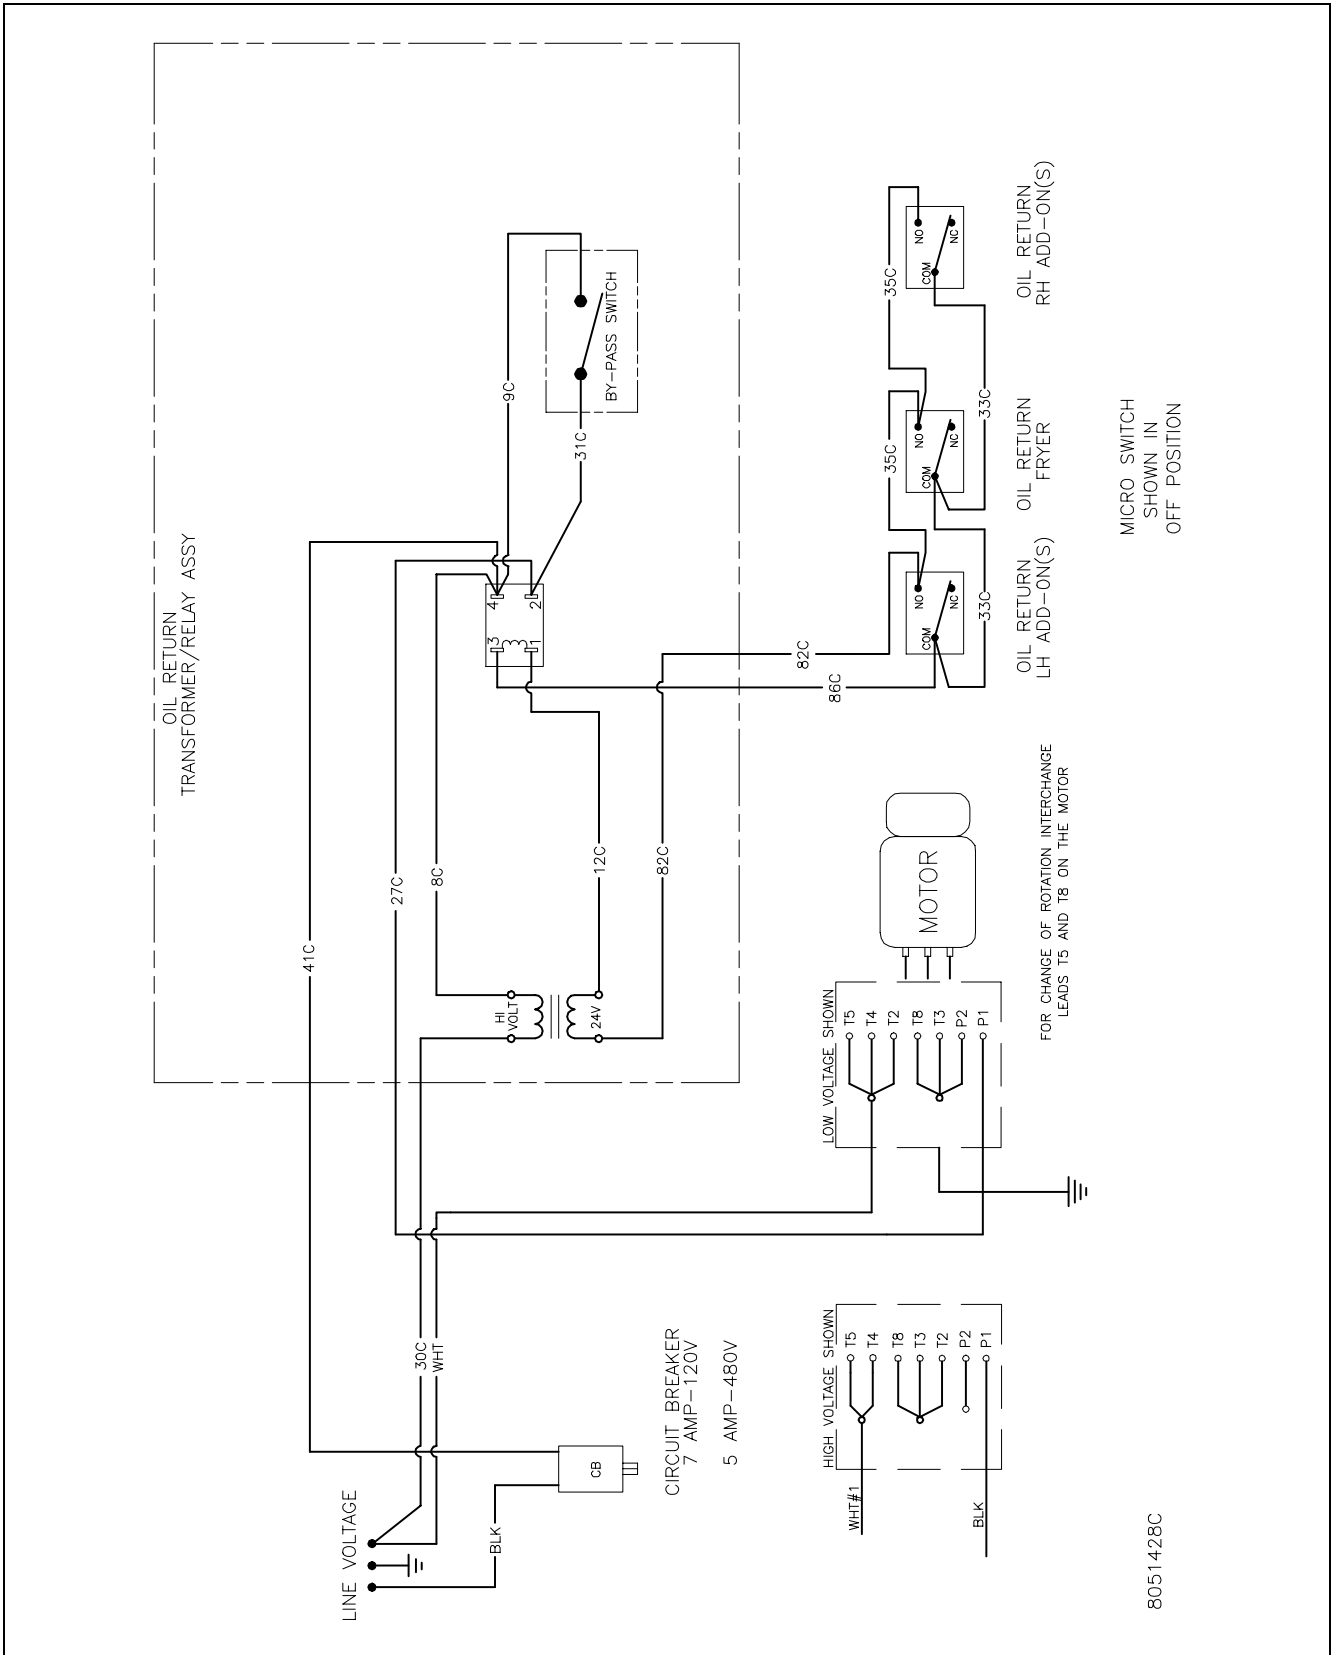 OIL RETURN
TRANSFORMER/RELAY ASSY
41C
27C
8C
9C
31C
BY-PASS SWITCH
4
2
3
1
12C
82C
82C
86C
HI
VOLT
24V
30C
WHT
LINE VOLTAGE
BLK
CB
CIRCUIT BREAKER
7 AMP-120V
5 AMP-480V
35C
35C
33C
33C
NO
COM
NC
OIL RETURN
RH ADD-ON(S)
NO
COM
NC
OIL RETURN
FRYER
NO
COM
NC
OIL RETURN
LH ADD-ON(S)
MICRO SWITCH
SHOWN IN
OFF POSITION
MOTOR
FOR CHANGE OF ROTATION INTERCHANGE
LEADS T5 AND T8 ON THE MOTOR
LOW VOLTAGE SHOWN
T5
T4
T2
T8
T3
P2
P1
HIGH VOLTAGE SHOWN
T5
T4
T8
T3
T2
P2
P1
WHT#1
BLK
8051428C